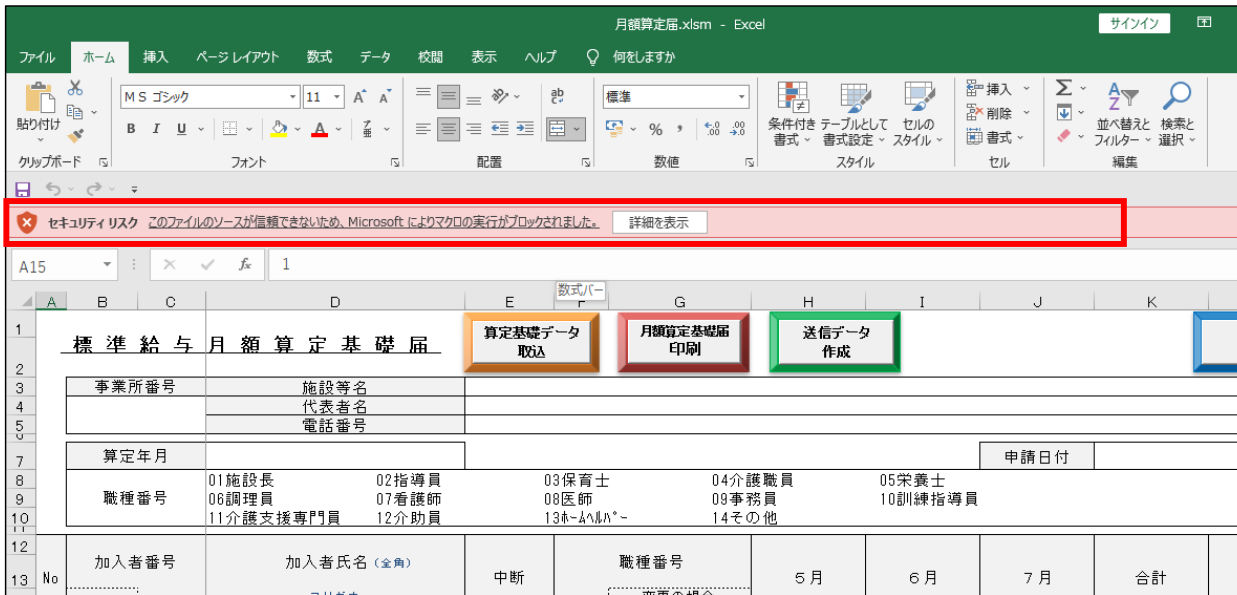 月額算定届.xlsm - Excel
サインイン
ファイル ホーム 挿入 ページ レイアウト 数式 データ 校閲 表示 ヘルプ 何をしますか
貼り付け
クリップボード
ＭＳ ゴシック 11
B I U
フォント
配置
標準
数値
条件付き 書式
テーブルとして 書式設定
セルの スタイル
スタイル
挿入
削除
書式
セル
並べ替えと フィルター
検索と 選択
編集
セキュリティ リスク このファイルのソースが信頼できないため、Microsoft によりマクロの実行がブロックされました。 詳細を表示
A15 fx 1
数式バー
A B C D E F G H I J K
1 標準給与月額算定基礎届
算定基礎データ 取込
月額算定基礎届 印刷
送信データ 作成
2
3 事業所番号 施設等名
4 代表者名
5 電話番号
7 算定年月 申請日付
8 01施設長 02指導員 03保育士 04介護職員 05栄養士
9 職種番号 06調理員 07看護師 08医師 09事務員 10訓練指導員
10 11介護支援専門員 12介助員 13ﾎｰﾑﾍﾙﾊﾟｰ 14その他
12 加入者番号 加入者氏名(全角) 職種番号
13 No 中断 5月 6月 7月 合計